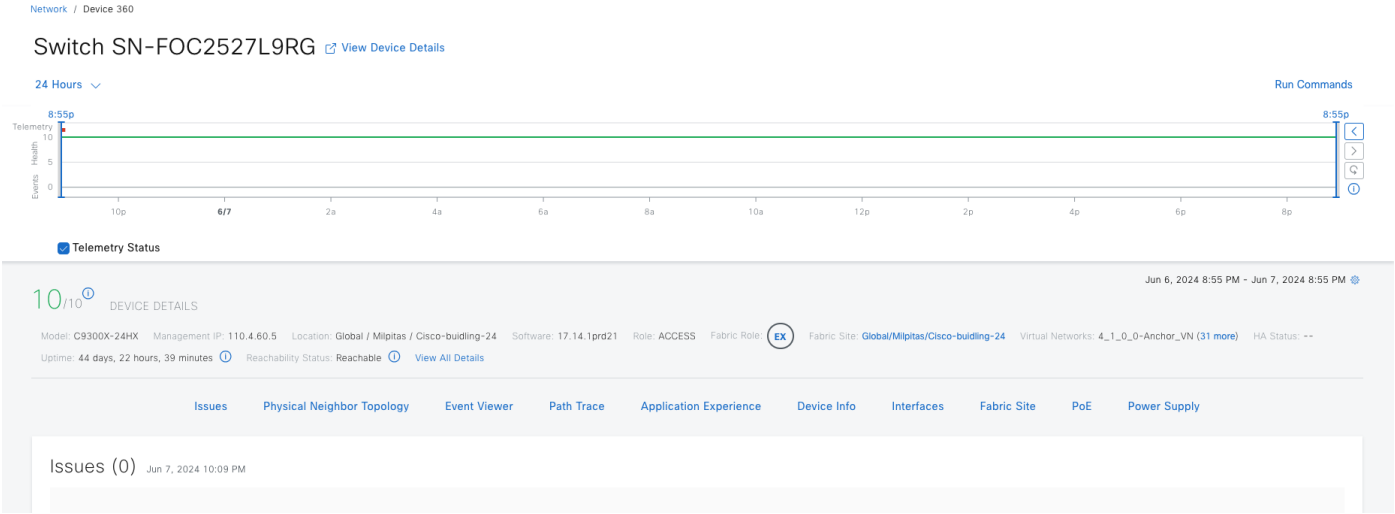 Network / Device 360
Switch SN-FOC2527L9RG View Device Details
24 Hours Run Commands
8:55p 8:55p
Telemetry
10
Health
5
Events
0
10p 6/7 2a 4a 6a 8a 10a 12p 2p 4p 6p 8p
Telemetry Status
Jun 6, 2024 8:55 PM - Jun 7, 2024 8:55 PM
10/10 DEVICE DETAILS
Model: C9300X-24HX Management IP: 110.4.60.5 Location: Global / Milpitas / Cisco-buidling-24 Software: 17.14.1prd21 Role: ACCESS Fabric Role: EX Fabric Site: Global/Milpitas/Cisco-buidling-24 Virtual Networks: 4_1_0_0-Anchor_VN (31 more) HA Status: --
Uptime: 44 days, 22 hours, 39 minutes Reachability Status: Reachable View All Details
Issues Physical Neighbor Topology Event Viewer Path Trace Application Experience Device Info Interfaces Fabric Site PoE Power Supply
Issues (0) Jun 7, 2024 10:09 PM